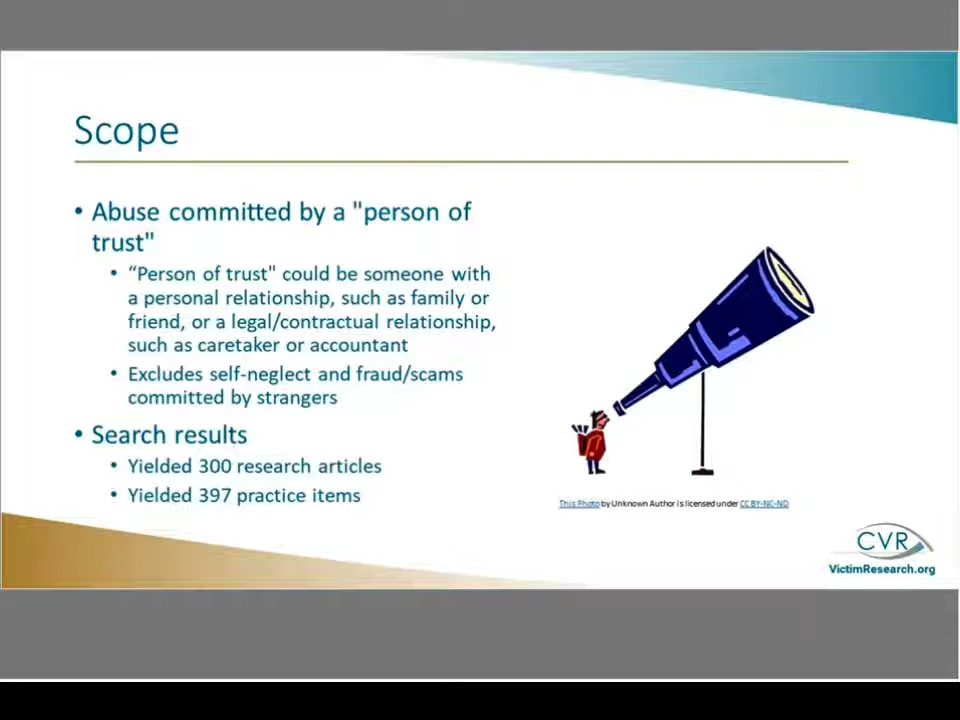 Scope
• Abuse committed by a "person of
trust"
• “Person of trust" could be someone with
a personal relationship, such as family or
friend, or a legal/contractual relationship,
such as caretaker or accountant
• Excludes self-neglect and fraud/scams
committed by strangers
• Search results
• Yielded 300 research articles
• Yielded 397 practice items
This Photo by Unknown Author is licensed under CC BY-NC-ND
CVR
VictimResearch.org